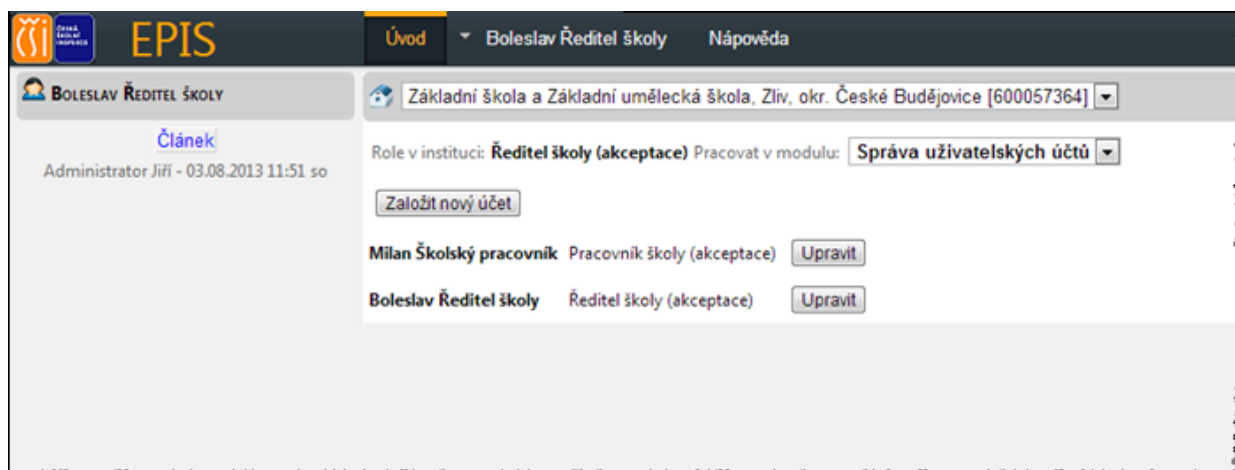 ČŠI ČESKÁ ŠKOLNÍ INSPEKCE EPIS Úvod Boleslav Ředitel školy Nápověda
Boleslav Ředitel školy
Základní škola a Základní umělecká škola, Zliv, okr. České Budějovice [600057364]
Článek
Administrator Jiří - 03.08.2013 11:51 so
Role v instituci: Ředitel školy (akceptace) Pracovat v modulu: Správa uživatelských účtů
Založit nový účet
Milan Školský pracovník Pracovník školy (akceptace) Upravit
Boleslav Ředitel školy Ředitel školy (akceptace) Upravit